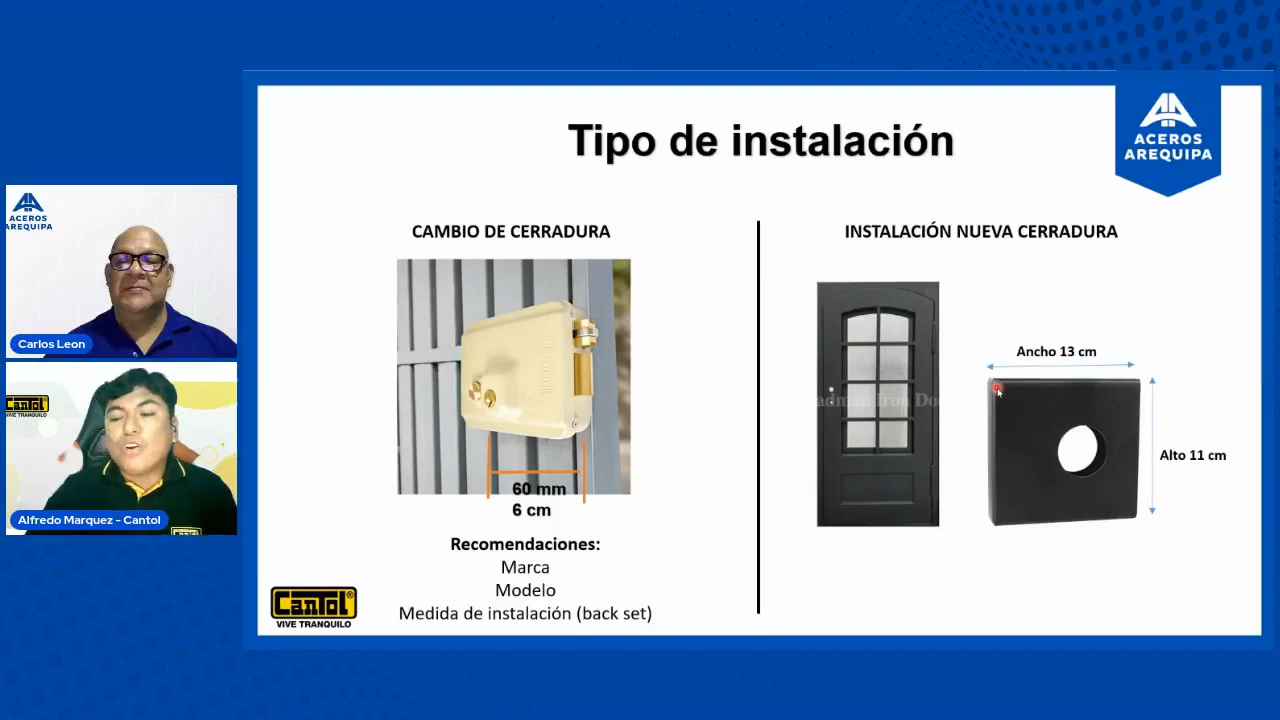 Tipo de instalación
ACEROS
AREQUIPA
CAMBIO DE CERRADURA
INSTALACIÓN NUEVA CERRADURA
ACEROS
AREQUIPA
Carlos Leon
CanTol
VIVE TRANQUILO
Alfredo Marquez - Cantol
60 mm
6 cm
Recomendaciones:
Marca
Modelo
Medida de instalación (back set)
Ancho 13 cm
Alto 11 cm
CanTol®
VIVE TRANQUILO